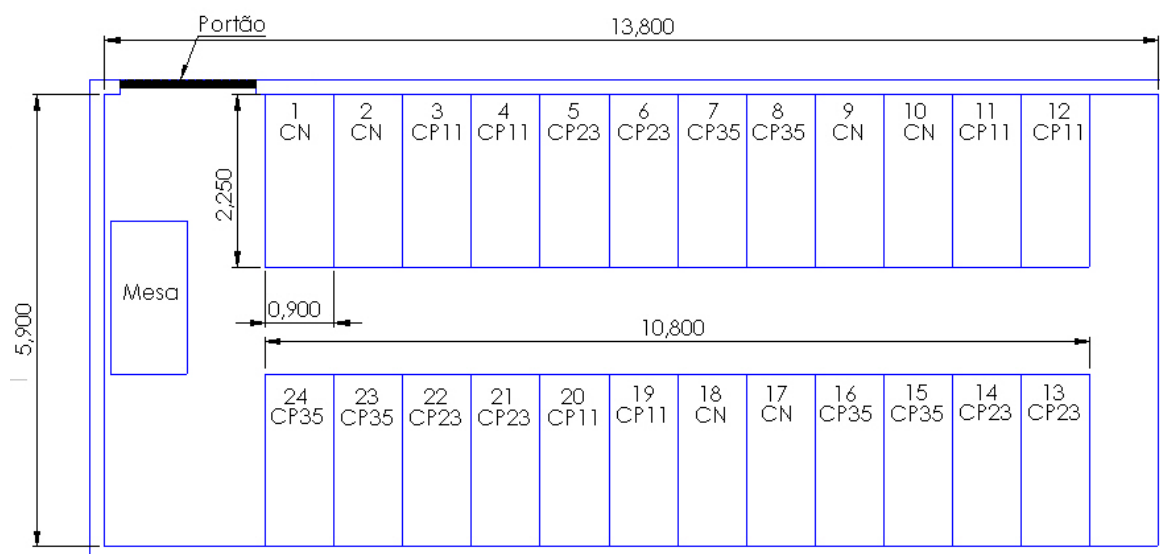 Portão
13,800
1 2 3 4 5 6 7 8 9 10 11 12
CN CN CP11 CP11 CP23 CP23 CP35 CP35 CN CN CP11 CP11
2,250
Mesa
0,900
5,900
10,800
24 23 22 21 20 19 18 17 16 15 14 13
CP35 CP35 CP23 CP23 CP11 CP11 CN CN CP35 CP35 CP23 CP23